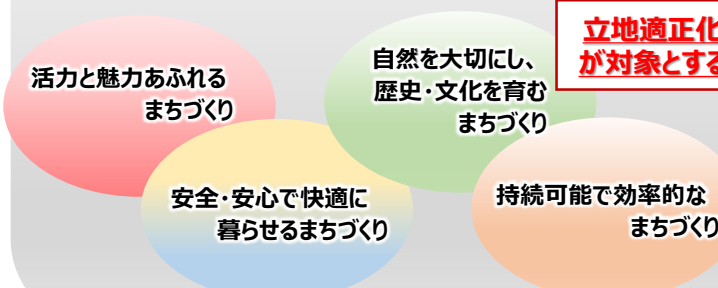 立地適正化
が対象とする
活力と魅力あふれる
まちづくり
自然を大切にし、
歴史・文化を育む
まちづくり
安全・安心で快適に
暮らせるまちづくり
持続可能で効率的な
まちづくり